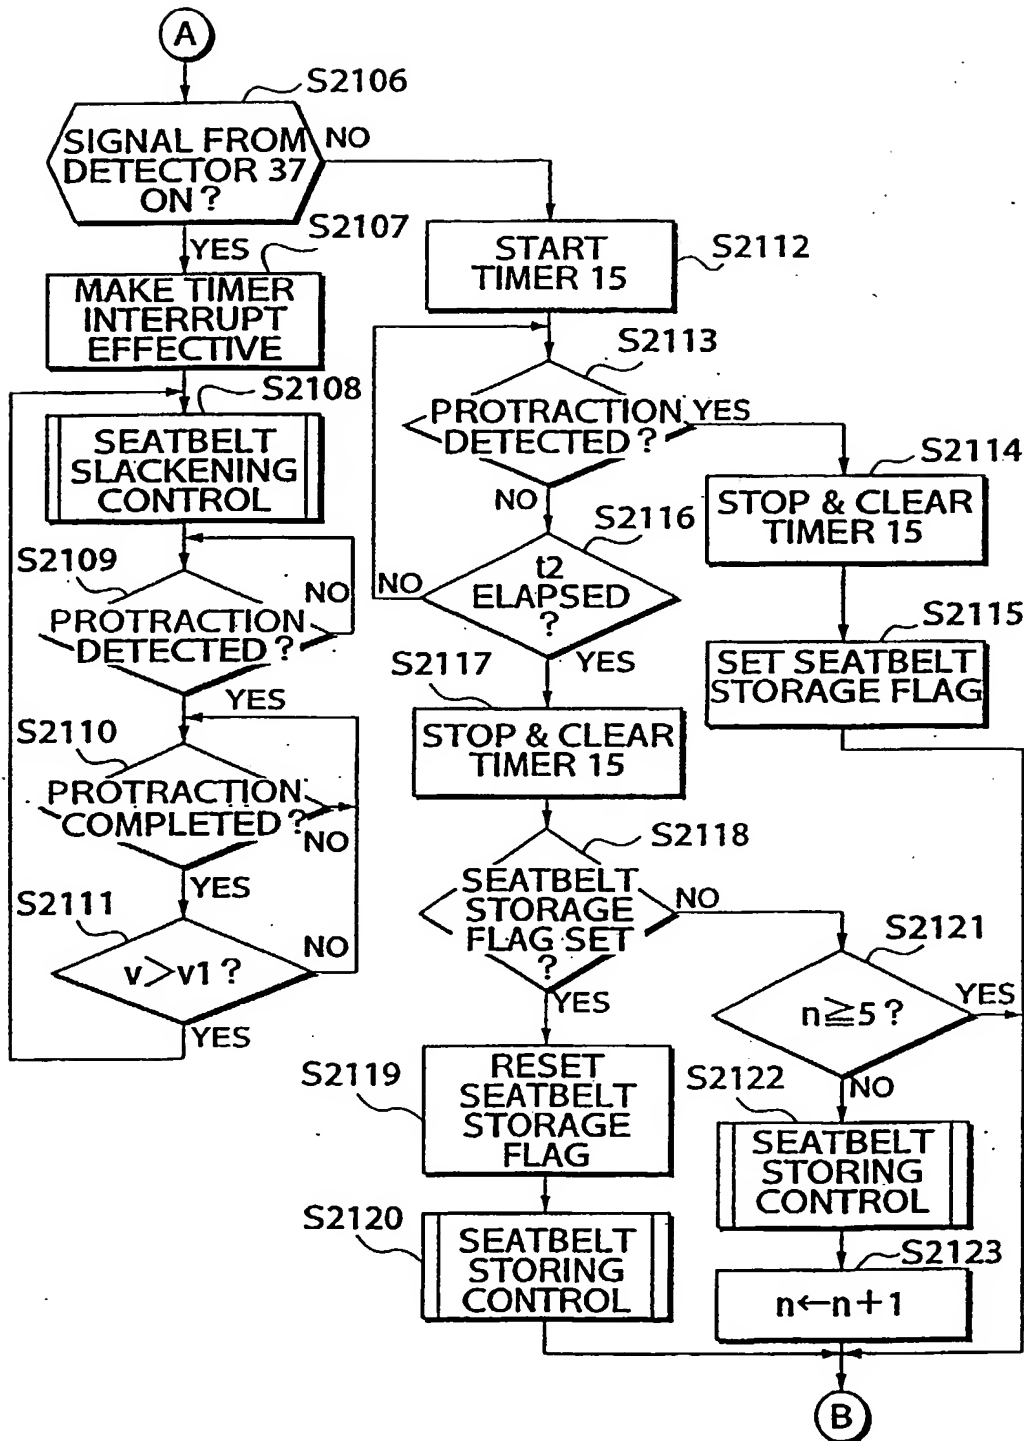 A
S2106
SIGNAL FROM
DETECTOR 37
ON ?
NO
YES
S2107
MAKE TIMER
INTERRUPT
EFFECTIVE
S2108
SEATBELT
SLACKENING
CONTROL
S2109
PROTRACTION
DETECTED ?
NO
YES
S2110
PROTRACTION
COMPLETED ?
NO
YES
S2111
v>v1 ?
NO
YES
START
TIMER 15
S2112
S2113
PROTRACTION
DETECTED ?
YES
NO
S2114
STOP & CLEAR
TIMER 15
S2115
SET SEATBELT
STORAGE FLAG
S2116
t2
ELAPSED
?
NO
YES
S2117
STOP & CLEAR
TIMER 15
S2118
SEATBELT
STORAGE
FLAG SET
?
NO
YES
S2119
RESET
SEATBELT
STORAGE
FLAG
S2120
SEATBELT
STORING
CONTROL
S2121
n≧5 ?
YES
NO
S2122
SEATBELT
STORING
CONTROL
S2123
n←n+1
B